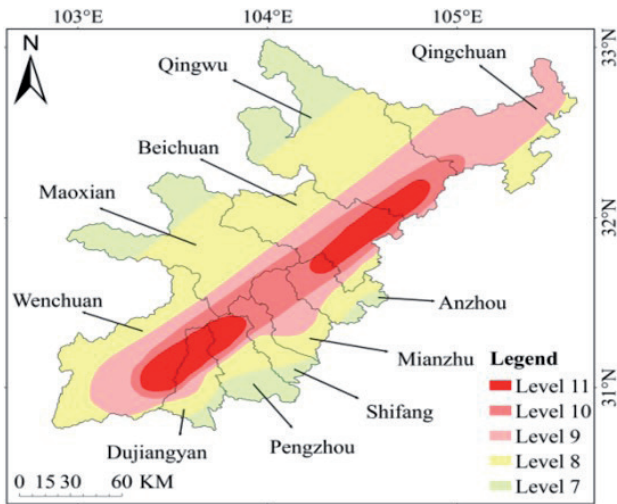 103°E 104°E 105°E
N
33°N
Qingchuan
Qingwu
Beichuan
Maoxian
32°N
Wenchuan
Anzhou
Mianzhu
Legend
Level 11
31°N
Shifang
Level 10
Pengzhou
Level 9
Dujiangyan
Level 8
0 15 30 60 KM
Level 7